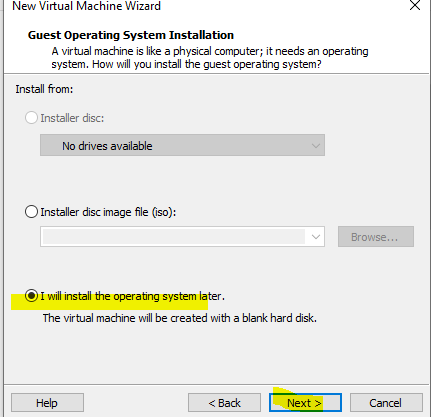 New Virtual Machine Wizard
Guest Operating System Installation
A virtual machine is like a physical computer; it needs an operating
system. How will you install the guest operating system?
Install from:
Installer disc:
No drives available
Installer disc image file (iso):
Browse...
I will install the operating system later.
The virtual machine will be created with a blank hard disk.
Help
< Back
Next >
Cancel